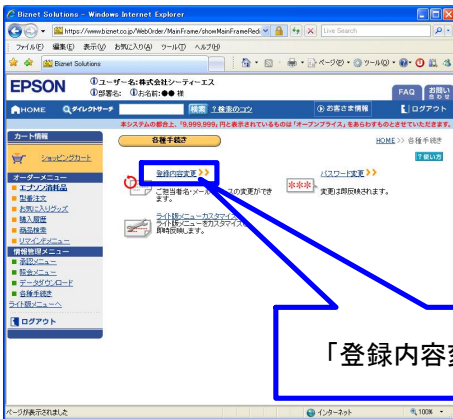 Biznet Solutions - Windows Internet Explorer
https://www.biznet.co.jp/WebOrder/MainFrame/showMainFrameRedi
Live Search
ファイル(F) 編集(E) 表示(V) お気に入り(A) ツール(T) ヘルプ(H)
Biznet Solutions
ページ(P) ツール(O)
EPSON
ユーザー名:株式会社シーティーエス
部署名: お名前:●● 様
FAQ
お問い合わせ
HOME
ダイレクトサーチ
検索
?検索のコツ
お客さま情報
ログアウト
本システムの都合上、「9,999,999」円と表示されているものは「オープンプライス」をあらわすものとさせていただきます。
カート情報
ショッピングカート
オーダーメニュー
エプソン消耗品
型番注文
お気に入りグッズ
購入履歴
商品検索
リマインドメニュー
情報管理メニュー
承認メニュー
照会メニュー
データダウンロード
各種手続き
ライト版メニューへ
ログアウト
各種手続き
HOME >> 各種手続き
?使い方
登録内容変更
ご担当者名・メール
スの変更ができ
ます。
パスワード変更
***
変更は即反映されます。
ライト版メニューカスタマイズ
ライト版メニューをカスタマイズ
即時反映します。
「登録内容
ページが表示されました
インターネット
100%